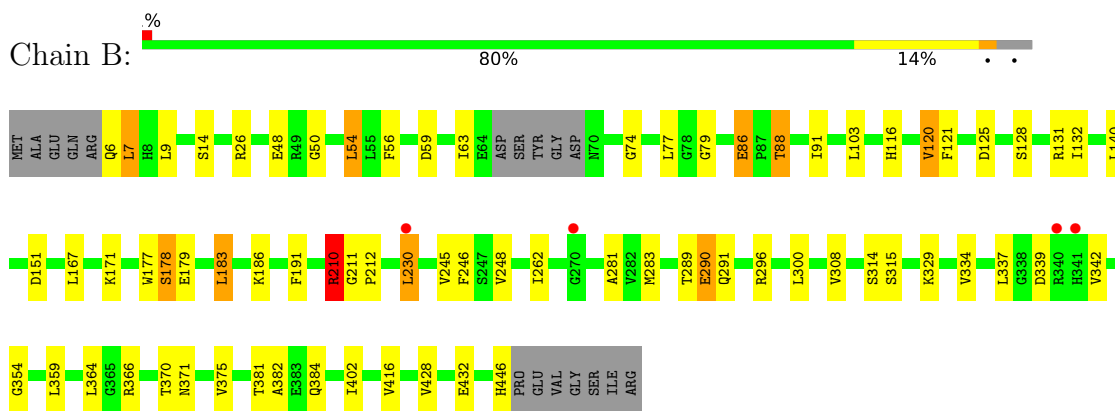 %
Chain B:
80% 14% • •
MET ALA GLU GLN ARG Q6 L7 H8 L9 S14 R26 E48 R49 G50 L54 L55 F56 D59 I63 E64 ASP SER TYR GLY ASP N70 G74 L77 G78 G79 E86 P87 T88 I91 L103 H116 V120 F121 D125 S128 R131 I132 L140
D151 L167 K171 W177 S178 E179 L183 K186 F191 R210 G211 P212 L230 V245 F246 S247 V248 I262 G270 A281 V282 M283 T289 E290 Q291 R296 L300 V308 S314 S315 K329 V334 L337 G338 D339 R340 H341 V342
G354 L359 L364 G365 R366 T370 N371 V375 T381 A382 E383 Q384 I402 V416 V428 E432 H446 PRO GLU VAL GLY SER ILE ARG